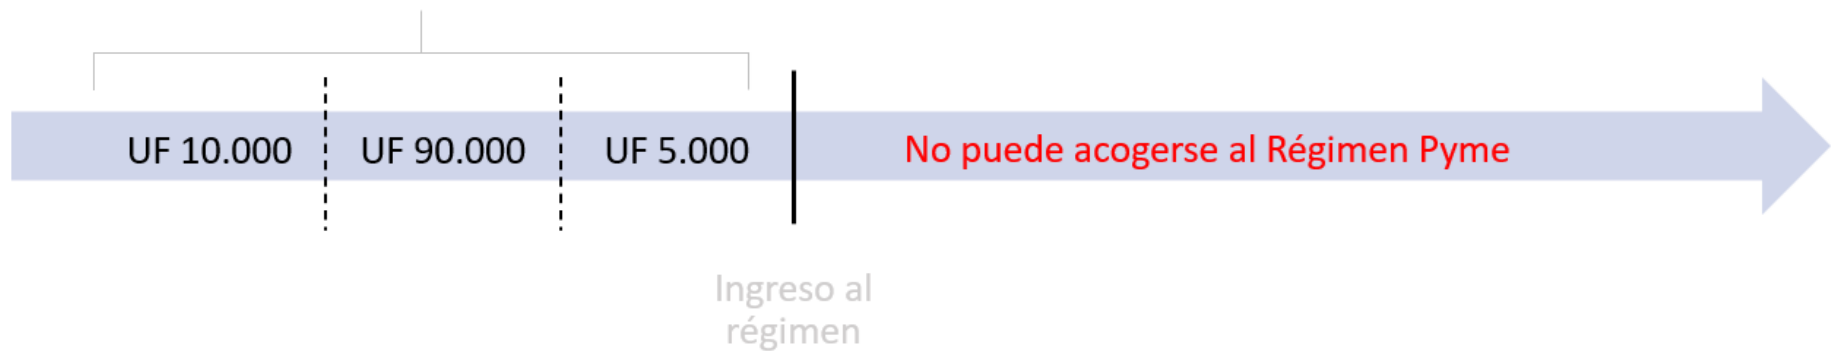 UF 10.000 UF 90.000 UF 5.000 No puede acogerse al Régimen Pyme
Ingreso al
régimen